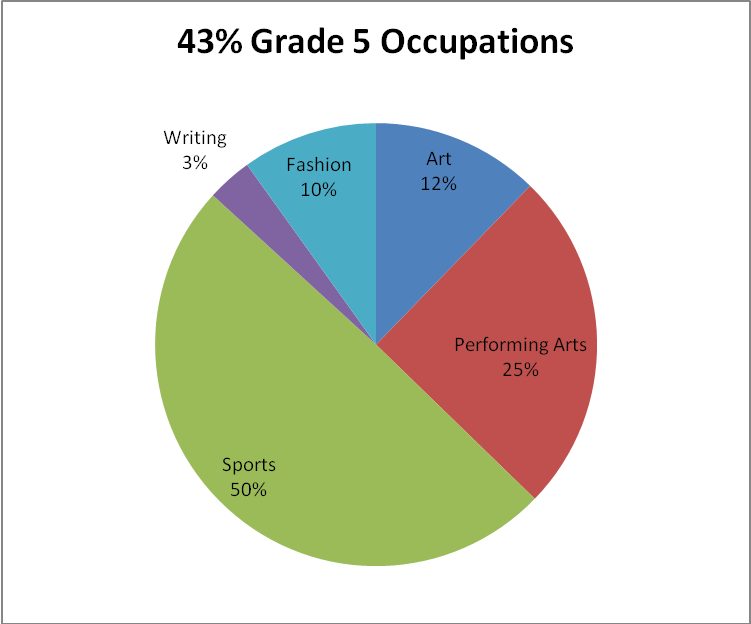 43% Grade 5 Occupations
Writing
3%
Fashion
10%
Art
12%
Performing Arts
25%
Sports
50%